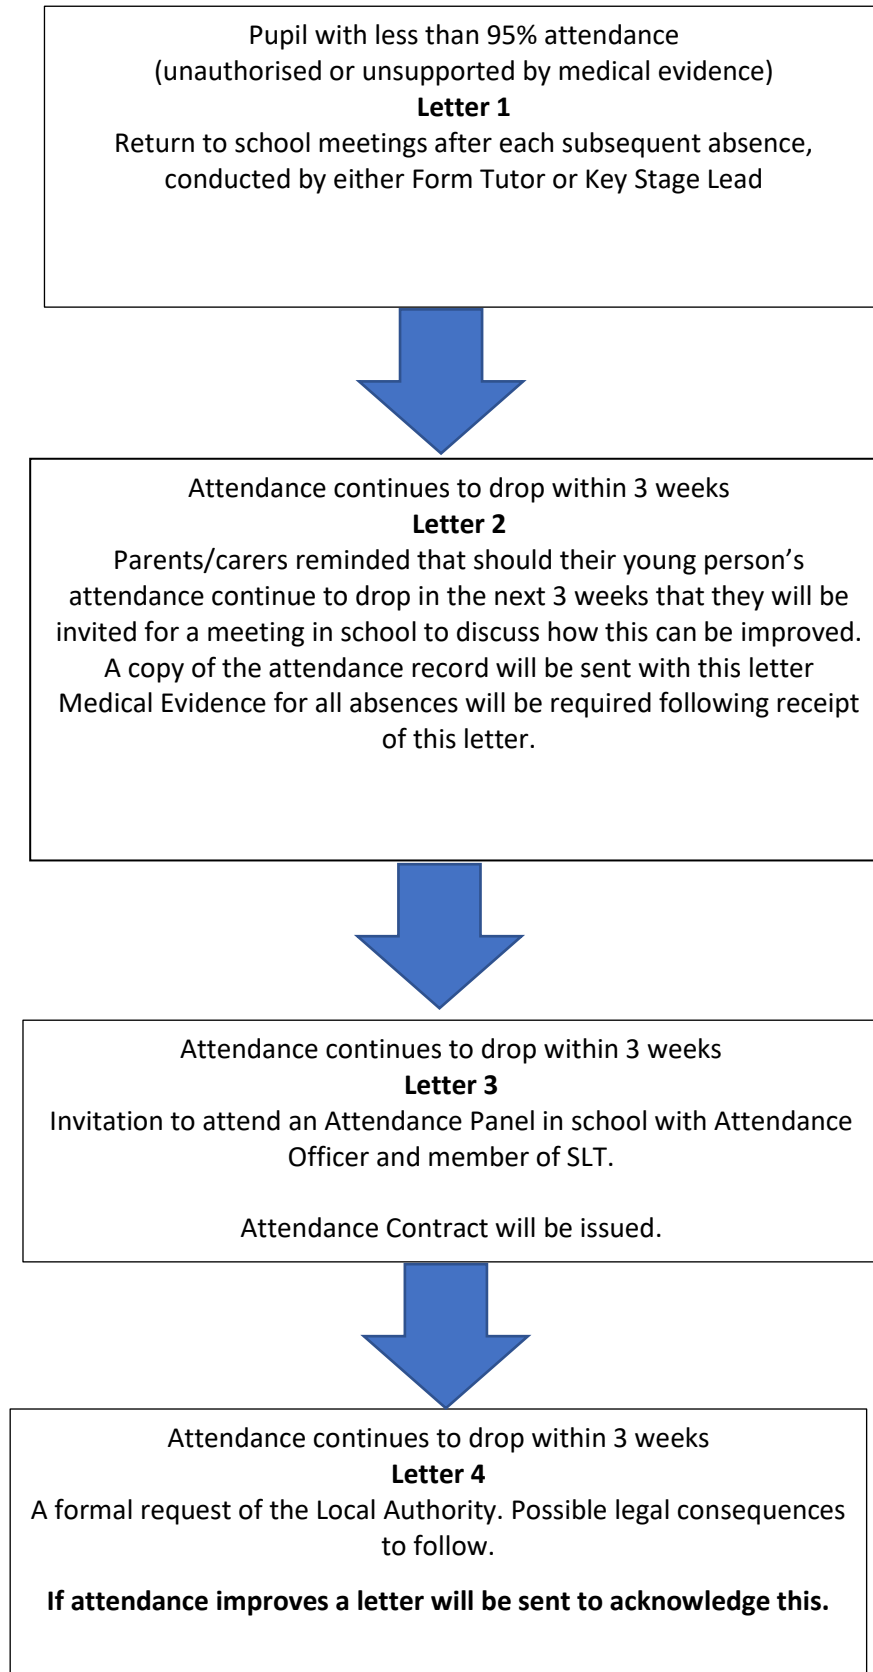 Pupil with less than 95% attendance
(unauthorised or unsupported by medical evidence)
Letter 1
Return to school meetings after each subsequent absence,
conducted by either Form Tutor or Key Stage Lead
Attendance continues to drop within 3 weeks
Letter 2
Parents/carers reminded that should their young person’s
attendance continue to drop in the next 3 weeks that they will be
invited for a meeting in school to discuss how this can be improved.
A copy of the attendance record will be sent with this letter
Medical Evidence for all absences will be required following receipt
of this letter.
Attendance continues to drop within 3 weeks
Letter 3
Invitation to attend an Attendance Panel in school with Attendance
Officer and member of SLT.
Attendance Contract will be issued.
Attendance continues to drop within 3 weeks
Letter 4
A formal request of the Local Authority. Possible legal consequences
to follow.
If attendance improves a letter will be sent to acknowledge this.